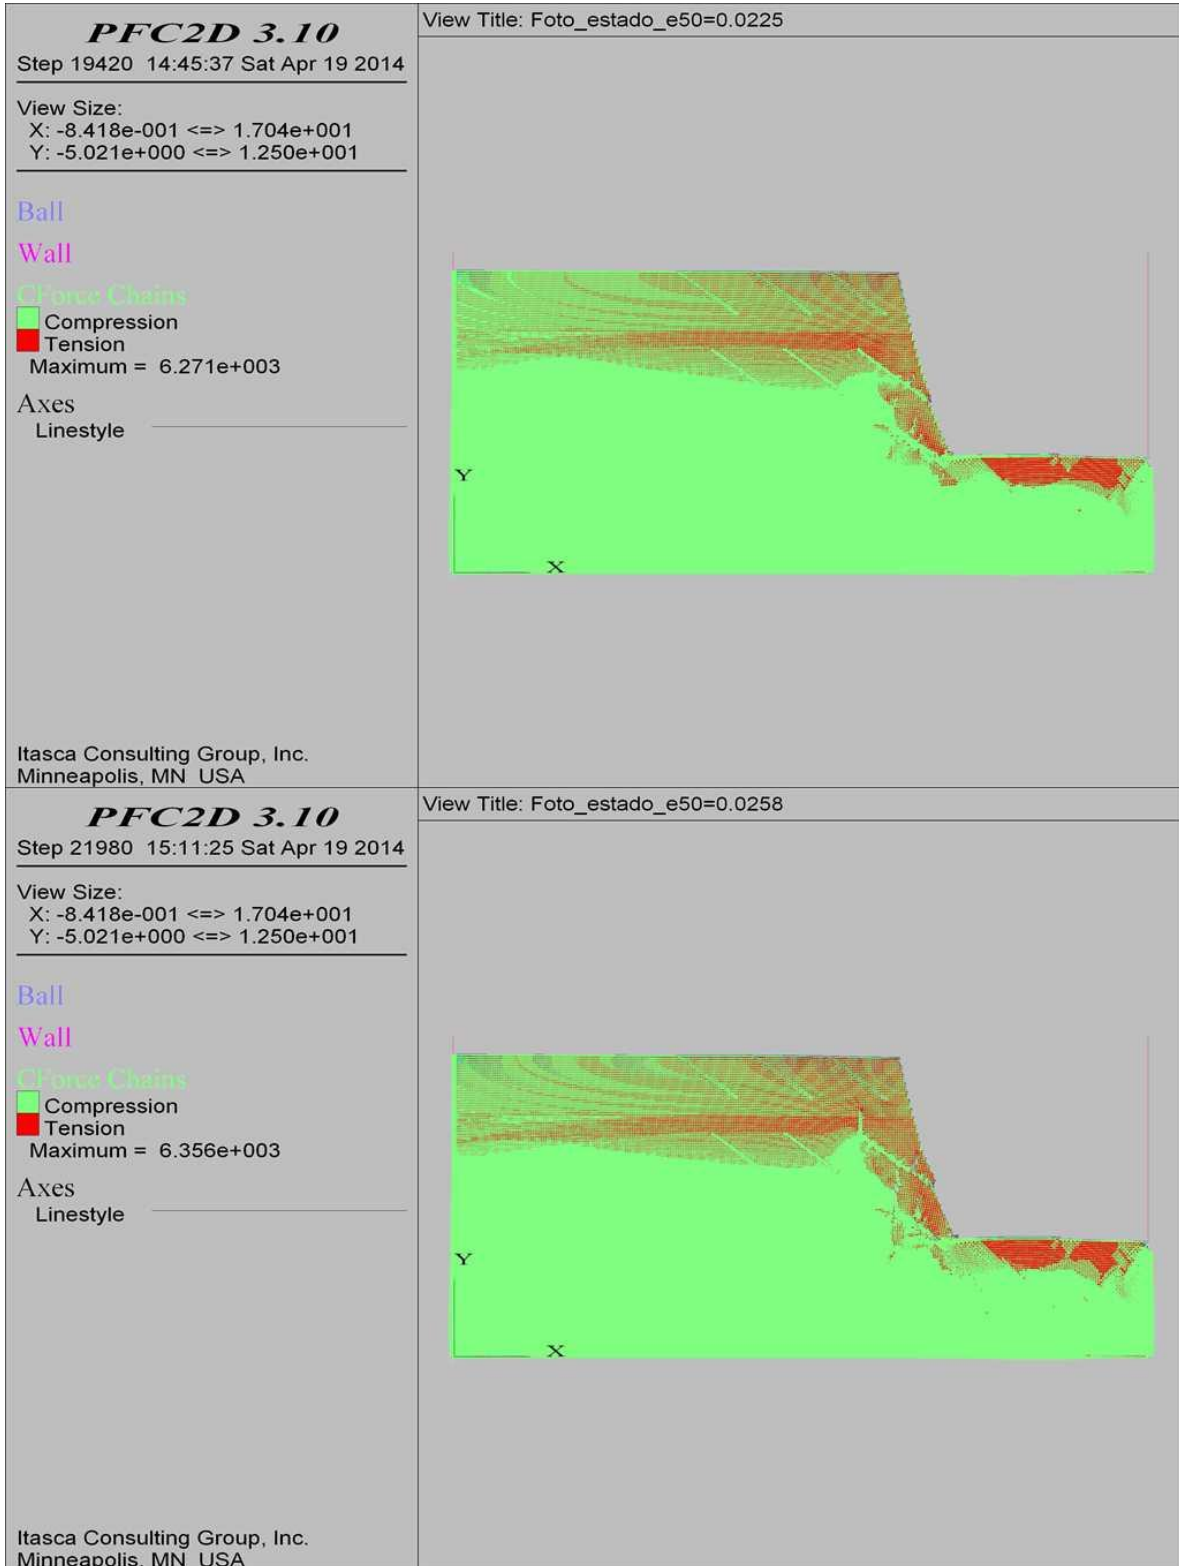 PFC2D 3.10
Step 19420  14:45:37 Sat Apr 19 2014
View Size:
X: -8.418e-001 <=> 1.704e+001
Y: -5.021e+000 <=> 1.250e+001
Ball
Wall
CForce Chains
Compression
Tension
Maximum =  6.271e+003
Axes
Linestyle
Itasca Consulting Group, Inc.
Minneapolis, MN  USA
View Title: Foto_estado_e50=0.0225
Y
X
PFC2D 3.10
Step 21980  15:11:25 Sat Apr 19 2014
View Size:
X: -8.418e-001 <=> 1.704e+001
Y: -5.021e+000 <=> 1.250e+001
Ball
Wall
CForce Chains
Compression
Tension
Maximum =  6.356e+003
Axes
Linestyle
Itasca Consulting Group, Inc.
Minneapolis, MN  USA
View Title: Foto_estado_e50=0.0258
Y
X